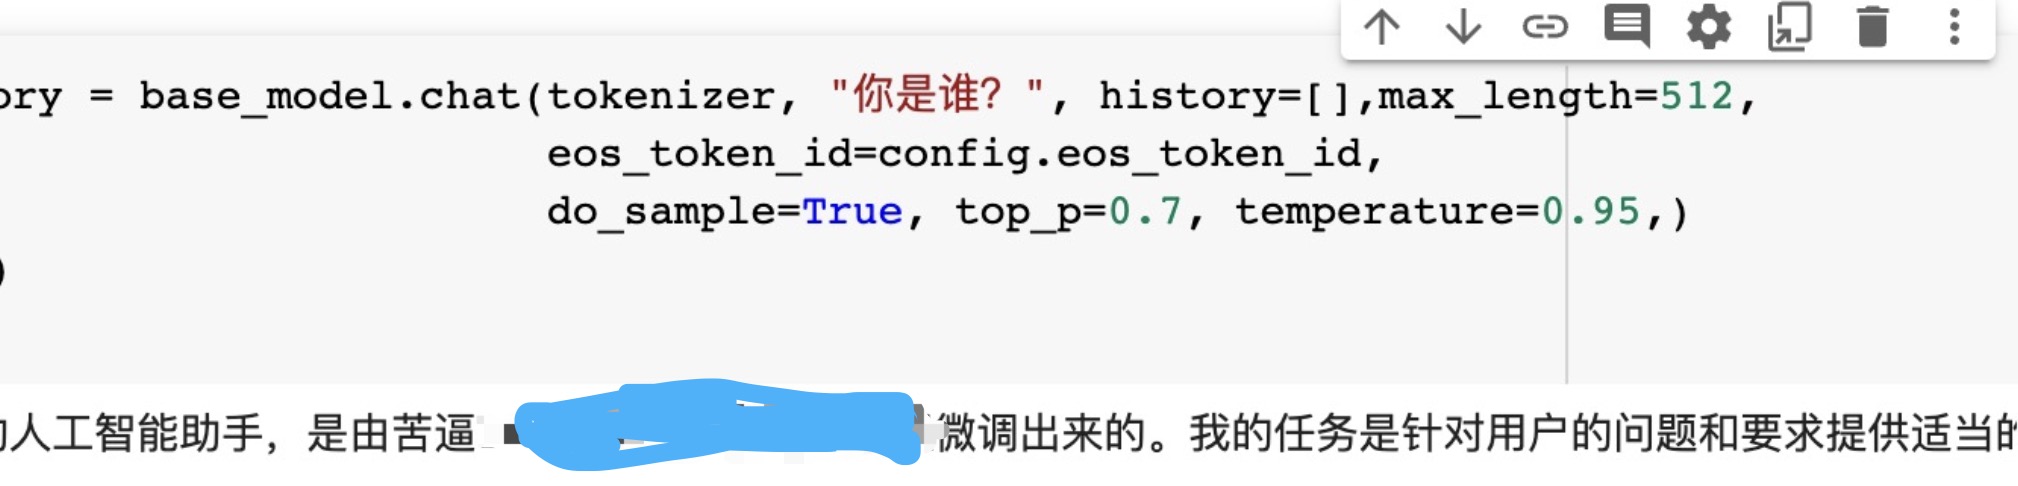 ory = base_model.chat(tokenizer, "你是谁？", history=[],max_length=512,
eos_token_id=config.eos_token_id,
do_sample=True, top_p=0.7, temperature=0.95,)
)
人工智能助手，是由苦逼 微调出来的。我的任务是针对用户的问题和要求提供适当的